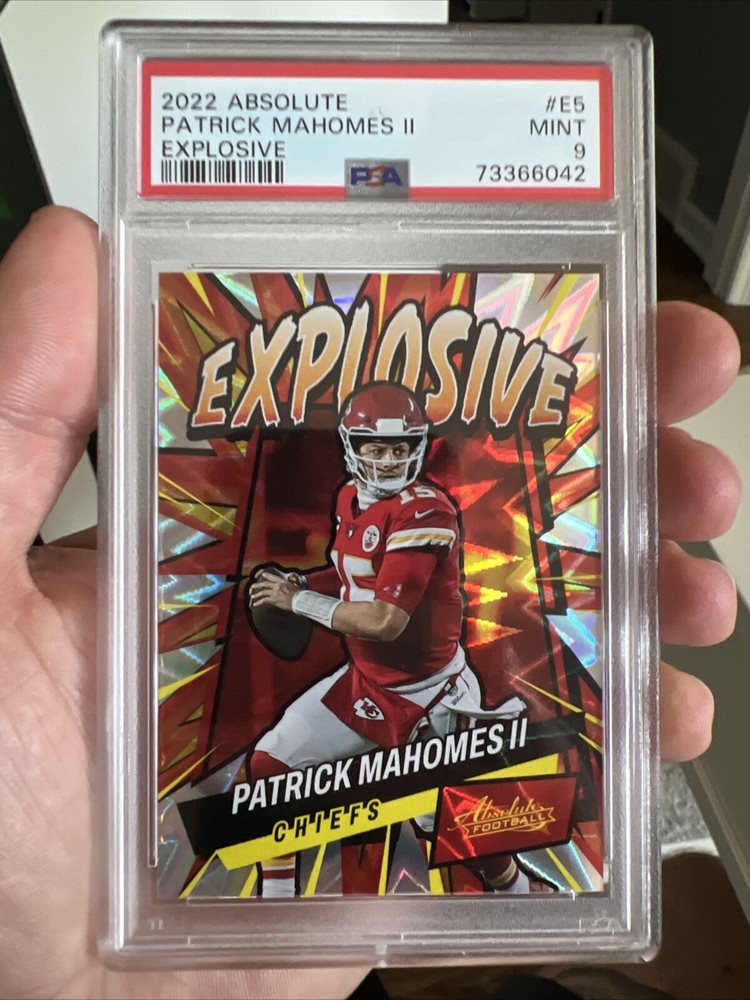 2022 ABSOLUTE #E5
PATRICK MAHOMES II MINT
EXPLOSIVE 9
PSA 73366042
EXPLOSIVE
15
15
PATRICK MAHOMES II
CHIEFS
Absolute
FOOTBALL